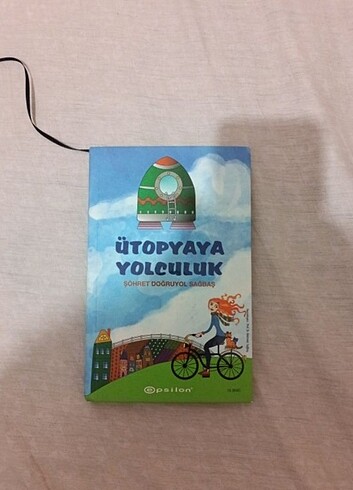 ÜTOPYAYA
YOLCULUK
ŞÖHRET DOĞRUYOL SAĞBAŞ
epsilon